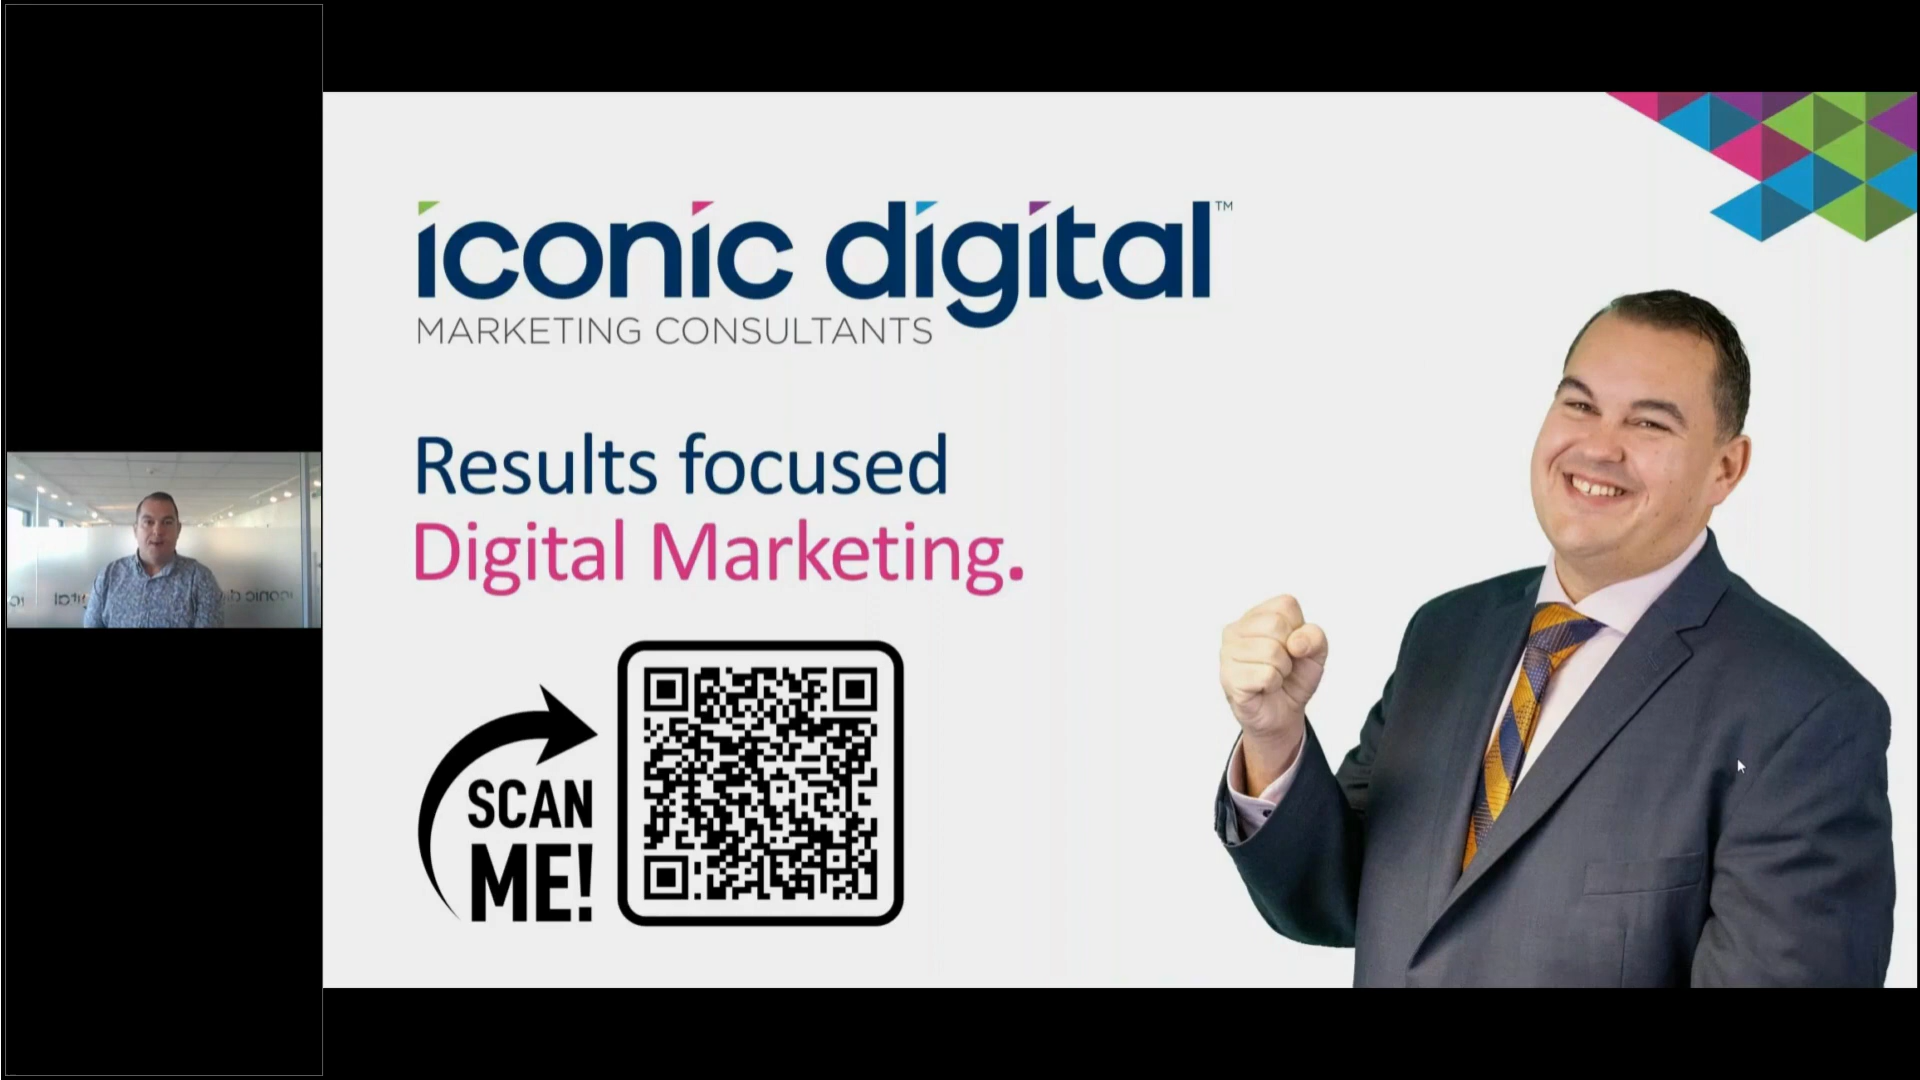 iconic digital™
MARKETING CONSULTANTS
Results focused
Digital Marketing.
SCAN
ME!